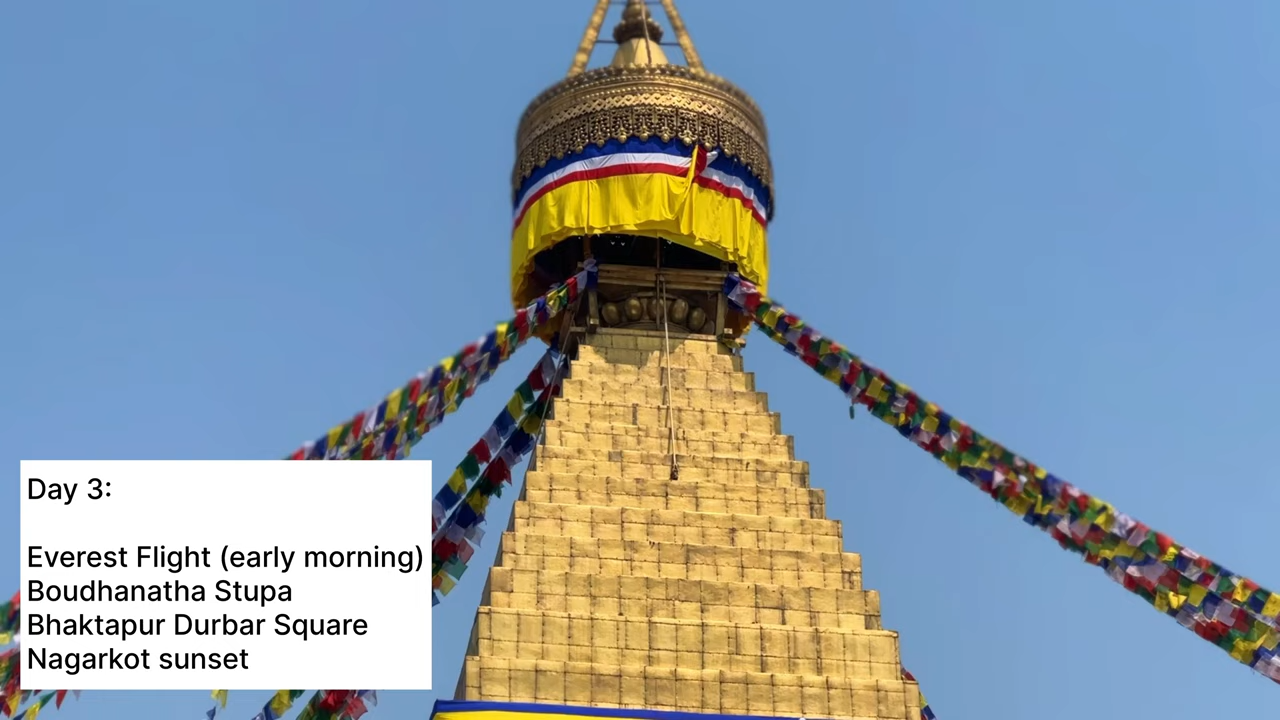 Day 3:
Everest Flight (early morning)
Boudhanatha Stupa
Bhaktapur Durbar Square
Nagarkot sunset